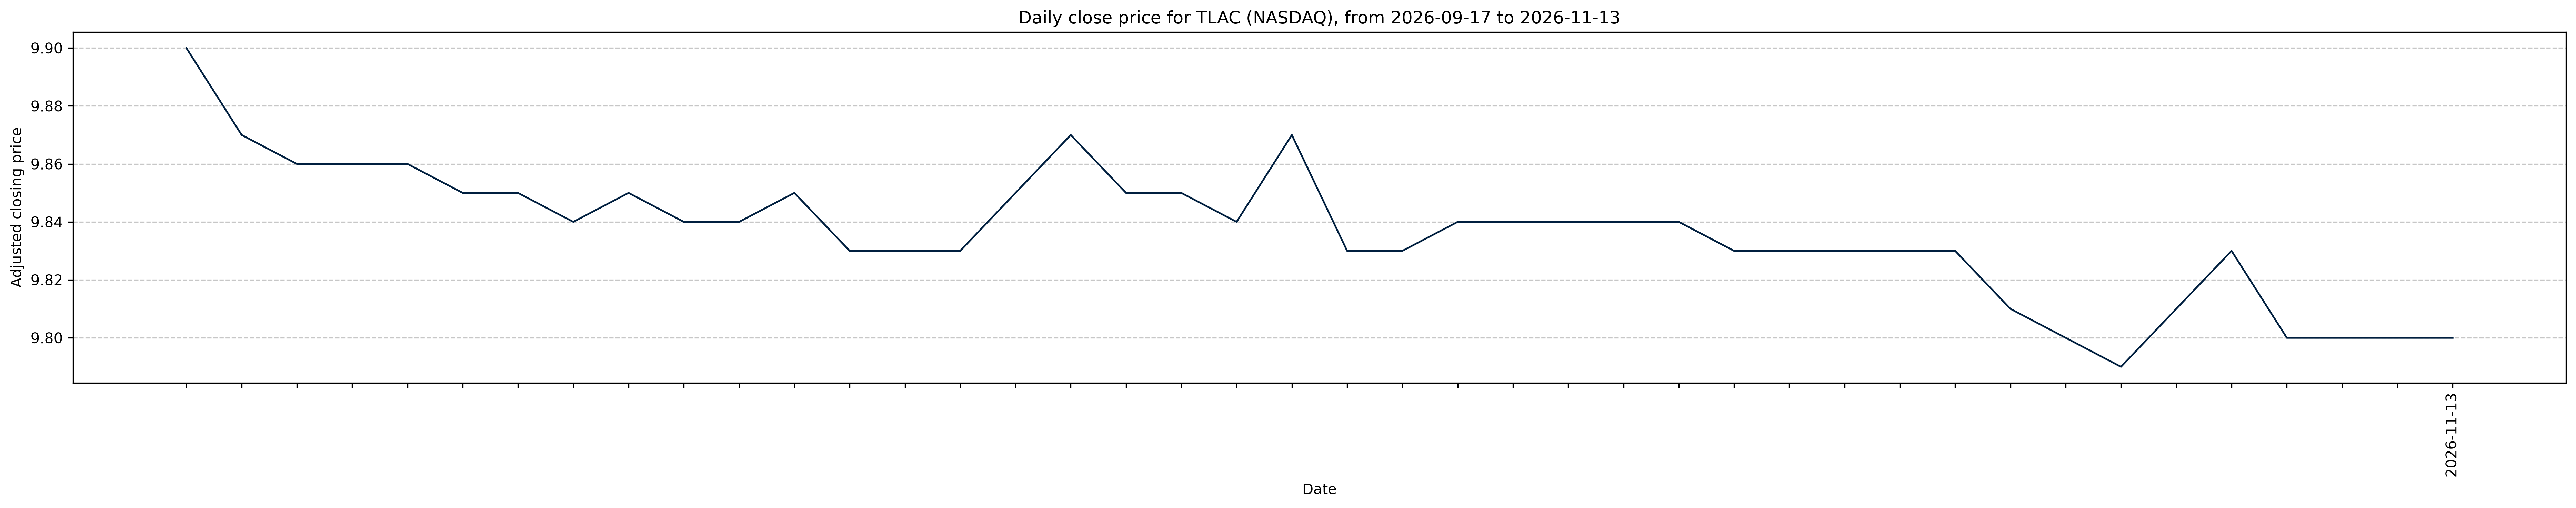 Daily close price for TLAC (NASDAQ), from 2026-09-17 to 2026-11-13
Adjusted closing price
9.90
9.88
9.86
9.84
9.82
9.80
2026-11-13
Date